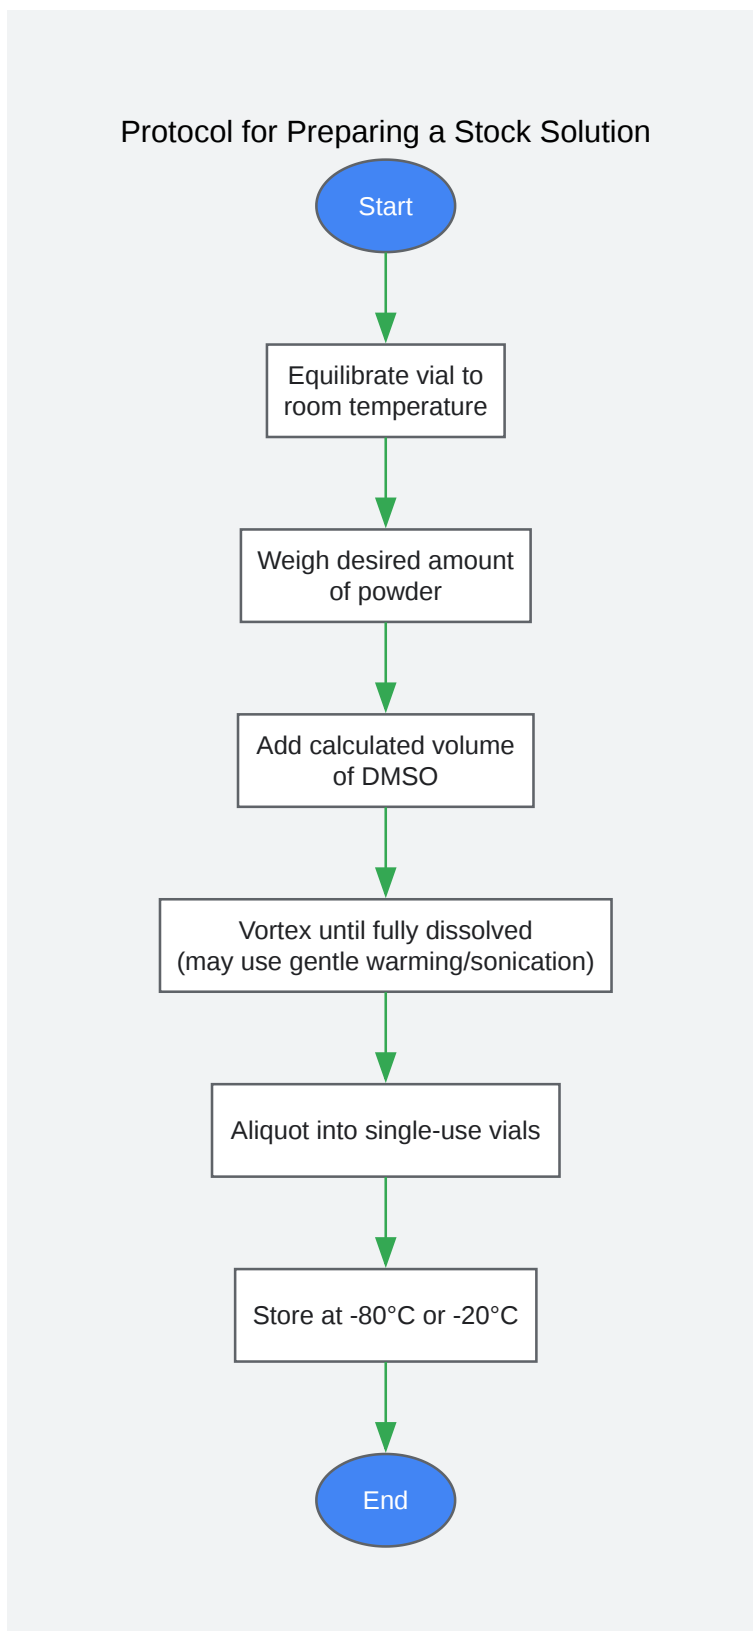 Protocol for Preparing a Stock Solution
Start
Equilibrate vial to
room temperature
Weigh desired amount
of powder
Add calculated volume
of DMSO
Vortex until fully dissolved
(may use gentle warming/sonication)
Aliquot into single-use vials
Store at -80°C or -20°C
End